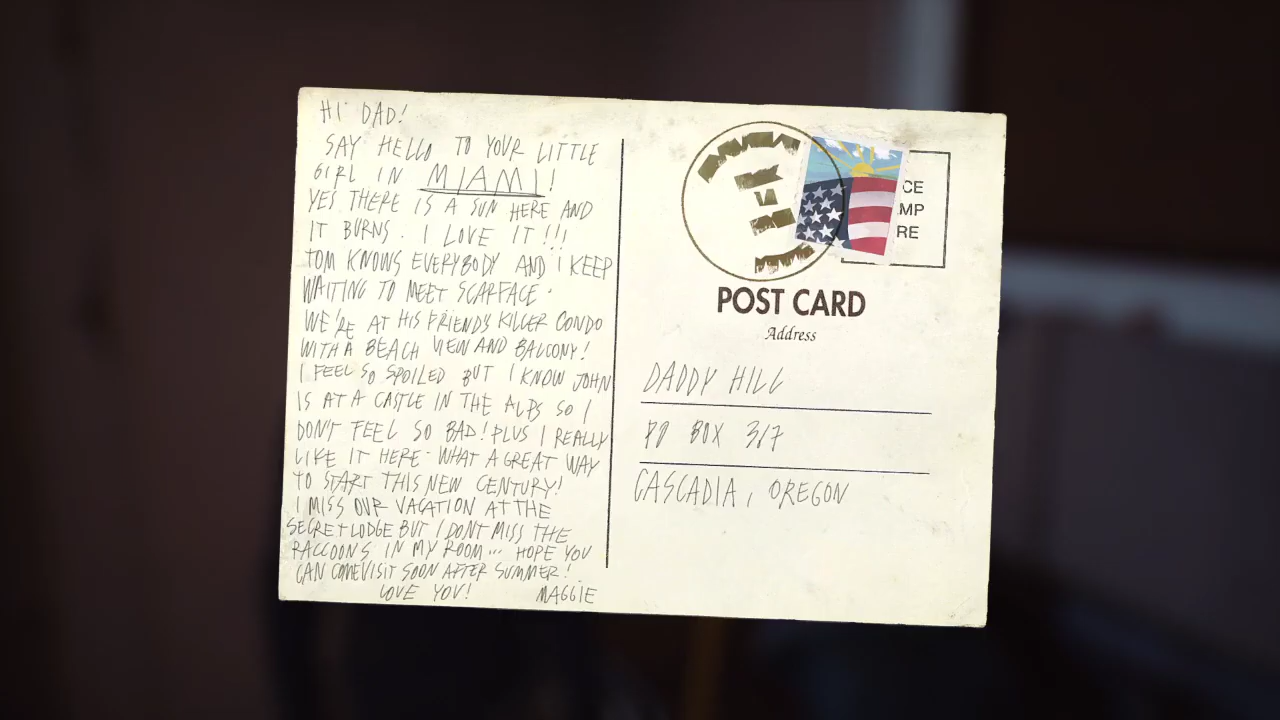 HI DAD!
SAY HELLO TO YOUR LITTLE
GIRL IN MIAMI!
YES THERE IS A SUN HERE AND
IT BURNS. I LOVE IT!!!
TOM KNOWS EVERYBODY AND I KEEP
WAITING TO MEET SCARFACE.
WE'RE AT HIS FRIENDS KILLER CONDO
WITH A BEACH VIEW AND BALCONY!
I FEEL SO SPOILED BUT I KNOW JOHN
IS AT A CASTLE IN THE ALPS SO I
DON'T FEEL SO BAD! PLUS I REALLY
LIKE IT HERE. WHAT A GREAT WAY
TO START THIS NEW CENTURY!
I MISS OUR VACATION AT THE
SECRET LODGE BUT I DONT MISS THE
RACCOONS IN MY ROOM... HOPE YOU
CAN COME VISIT SOON AFTER SUMMER!
LOVE YOU! MAGGIE
CE
MP
RE
POST CARD
Address
DADDY HILL
PO BOX 317
CASCADIA, OREGON